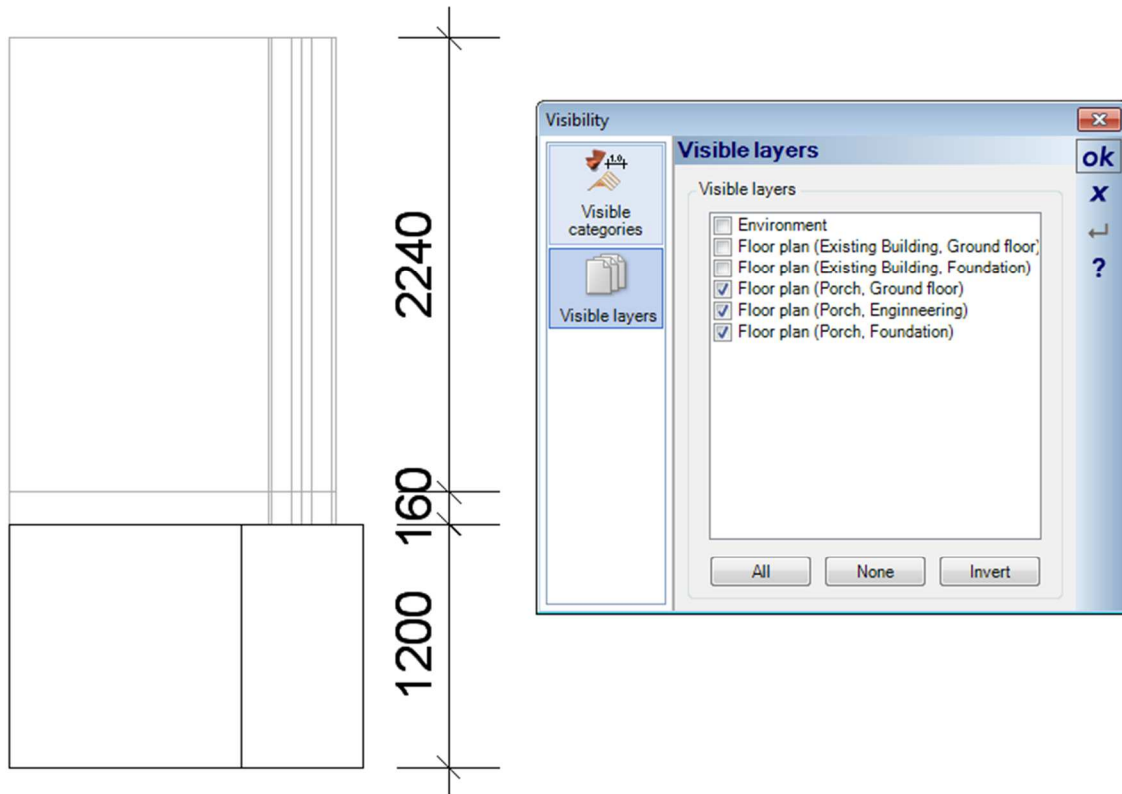 2240
160
1200
Visibility
Visible
categories
Visible layers
Visible layers
Visible layers
Environment
Floor plan (Existing Building, Ground floor)
Floor plan (Existing Building, Foundation)
Floor plan (Porch, Ground floor)
Floor plan (Porch, Enginneering)
Floor plan (Porch, Foundation)
All
None
Invert
ok
x
?